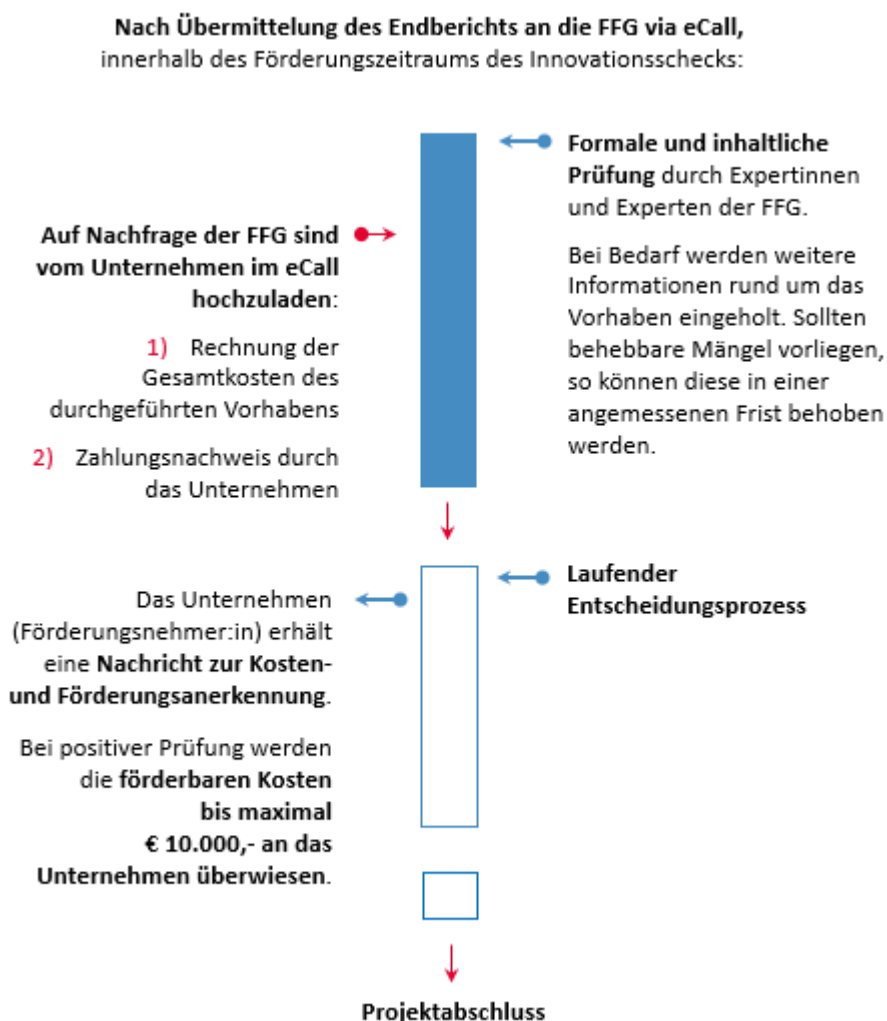 Nach Übermittelung des Endberichts an die FFG via eCall,
innerhalb des Förderungszeitraums des Innovationsschecks:
Formale und inhaltliche
Prüfung durch Expertinnen
und Experten der FFG.
Bei Bedarf werden weitere
Informationen rund um das
Vorhaben eingeholt. Sollten
behebbare Mängel vorliegen,
so können diese in einer
angemessenen Frist behoben
werden.
Auf Nachfrage der FFG sind
vom Unternehmen im eCall
hochzuladen:
1) Rechnung der
Gesamtkosten des
durchgeführten Vorhabens
2) Zahlungsnachweis durch
das Unternehmen
Laufender
Entscheidungsprozess
Das Unternehmen
(Förderungsnehmer:in) erhält
eine Nachricht zur Kosten-
und Förderungsanerkennung.
Bei positiver Prüfung werden
die förderbaren Kosten
bis maximal
€ 10.000,- an das
Unternehmen überwiesen.
Projektabschluss